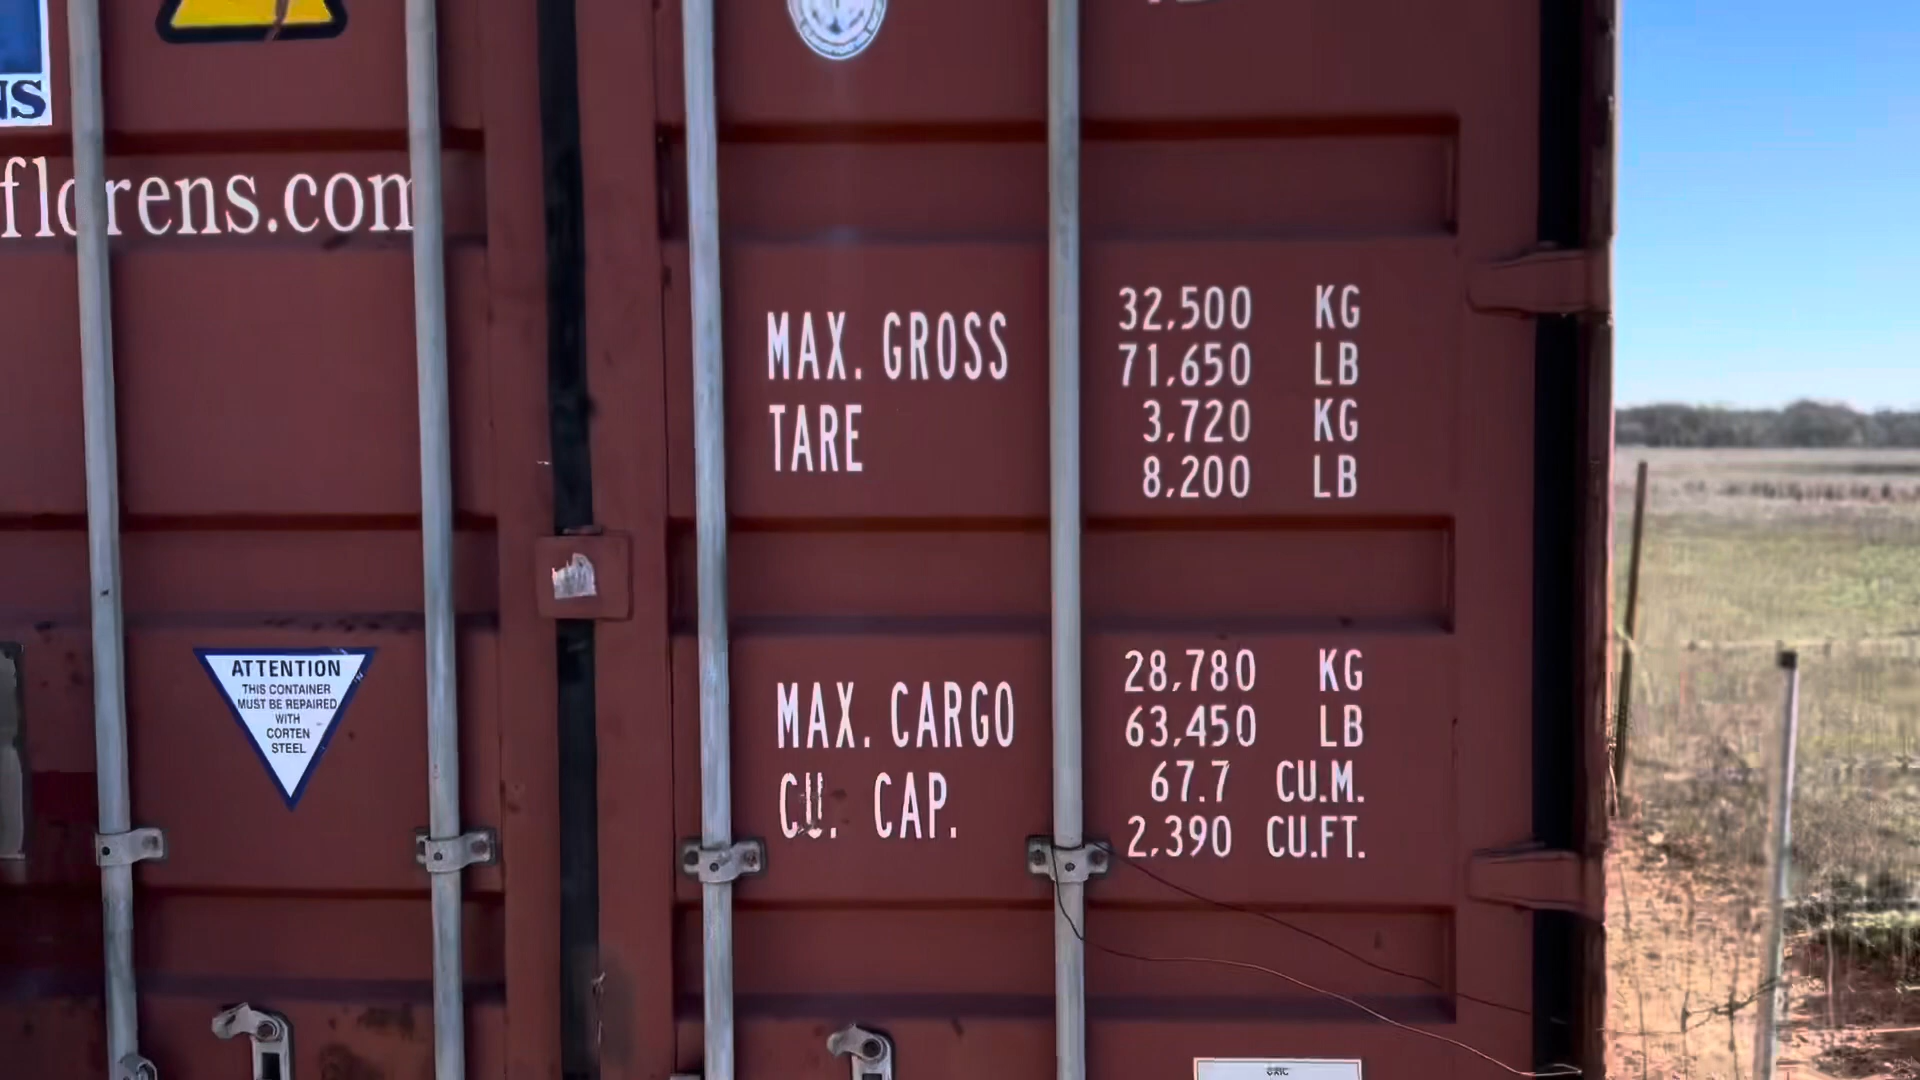 florens.com
MAX. GROSS 32,500 KG
71,650 LB
TARE 3,720 KG
8,200 LB
MAX. CARGO 28,780 KG
63,450 LB
CU. CAP. 67.7 CU.M.
2,390 CU.FT.
ATTENTION
THIS CONTAINER
MUST BE REPAIRED
WITH
CORTEN
STEEL